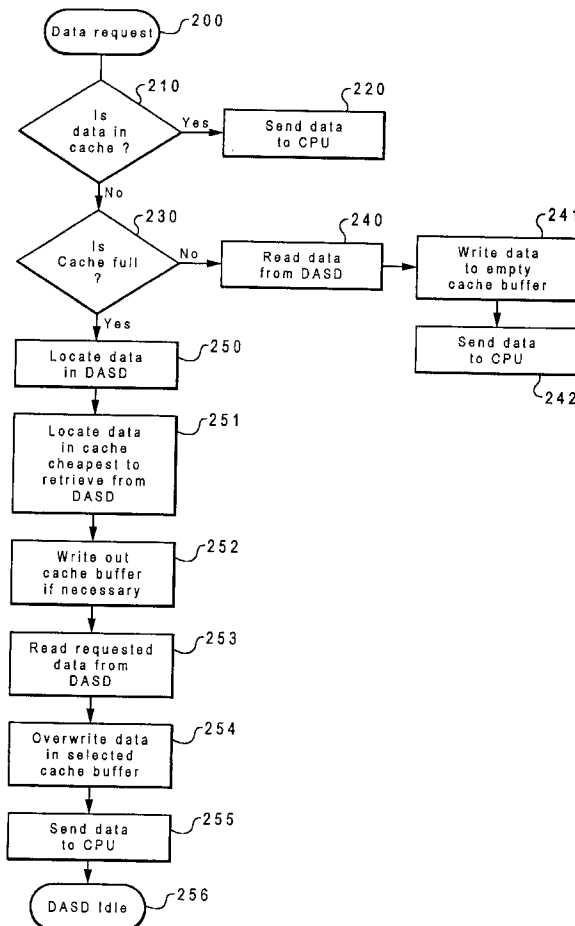 Data request
200
210
Is
data in
cache ?
Yes
220
Send data
to CPU
No
230
Is
Cache full
?
No
240
Read data
from DASD
241
Write data
to empty
cache buffer
Send data
to CPU
242
Yes
250
Locate data
in DASD
251
Locate data
in cache
cheapest to
retrieve from
DASD
252
Write out
cache buffer
if necessary
253
Read requested
data from
DASD
254
Overwrite data
in selected
cache buffer
255
Send data
to CPU
256
DASD Idle